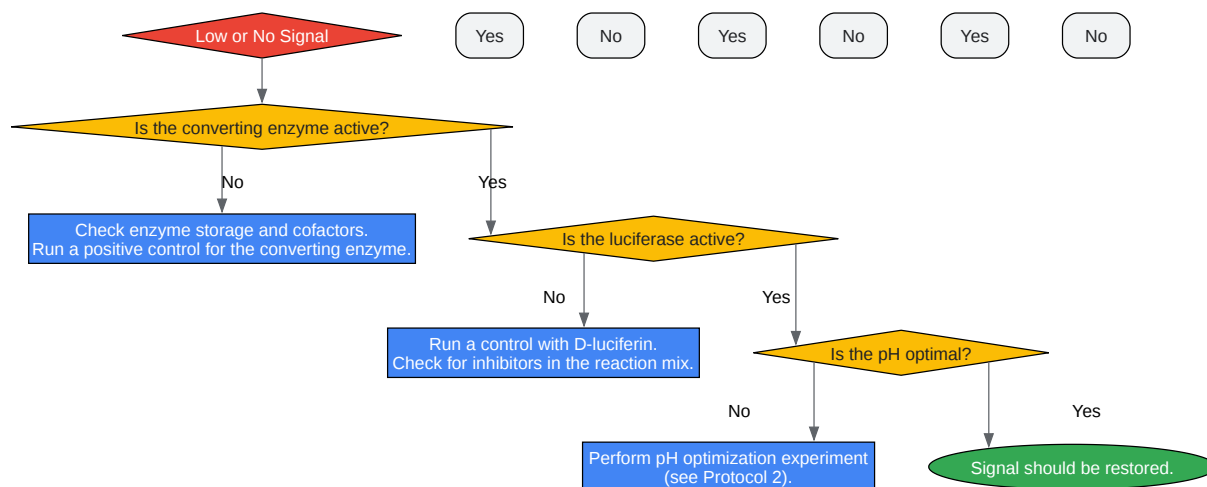 Low or No Signal
Yes
No
Yes
No
Yes
No
Is the converting enzyme active?
No
Yes
Check enzyme storage and cofactors.
Run a positive control for the converting enzyme.
Is the luciferase active?
No
Yes
Run a control with D-luciferin.
Check for inhibitors in the reaction mix.
Is the pH optimal?
No
Yes
Perform pH optimization experiment
(see Protocol 2).
Signal should be restored.